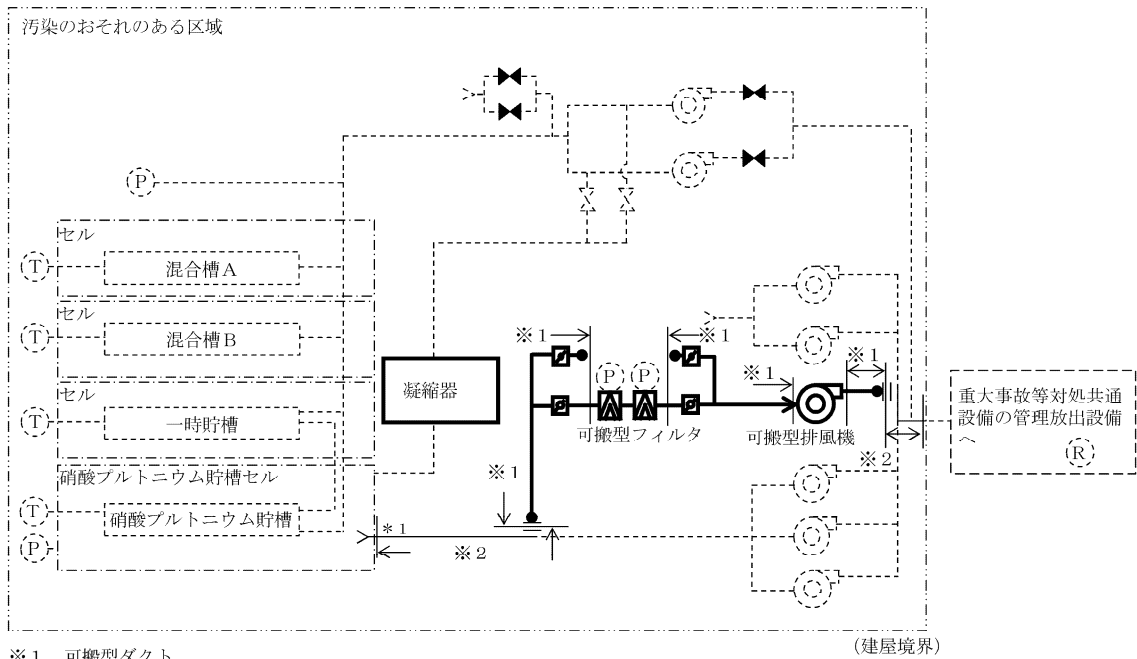 汚染のおそれのある区域
P
セル
T
混合槽A
セル
T
混合槽B
セル
T
一時貯槽
硝酸プルトニウム貯槽セル
T
硝酸プルトニウム貯槽
P
凝縮器
※1
※1
P
P
可搬型フィルタ
※1
※1
可搬型排風機
※1
※2
*1
※2
重大事故等対処共通
設備の管理放出設備
へ
R
(建屋境界)
※1 可搬型ダクト